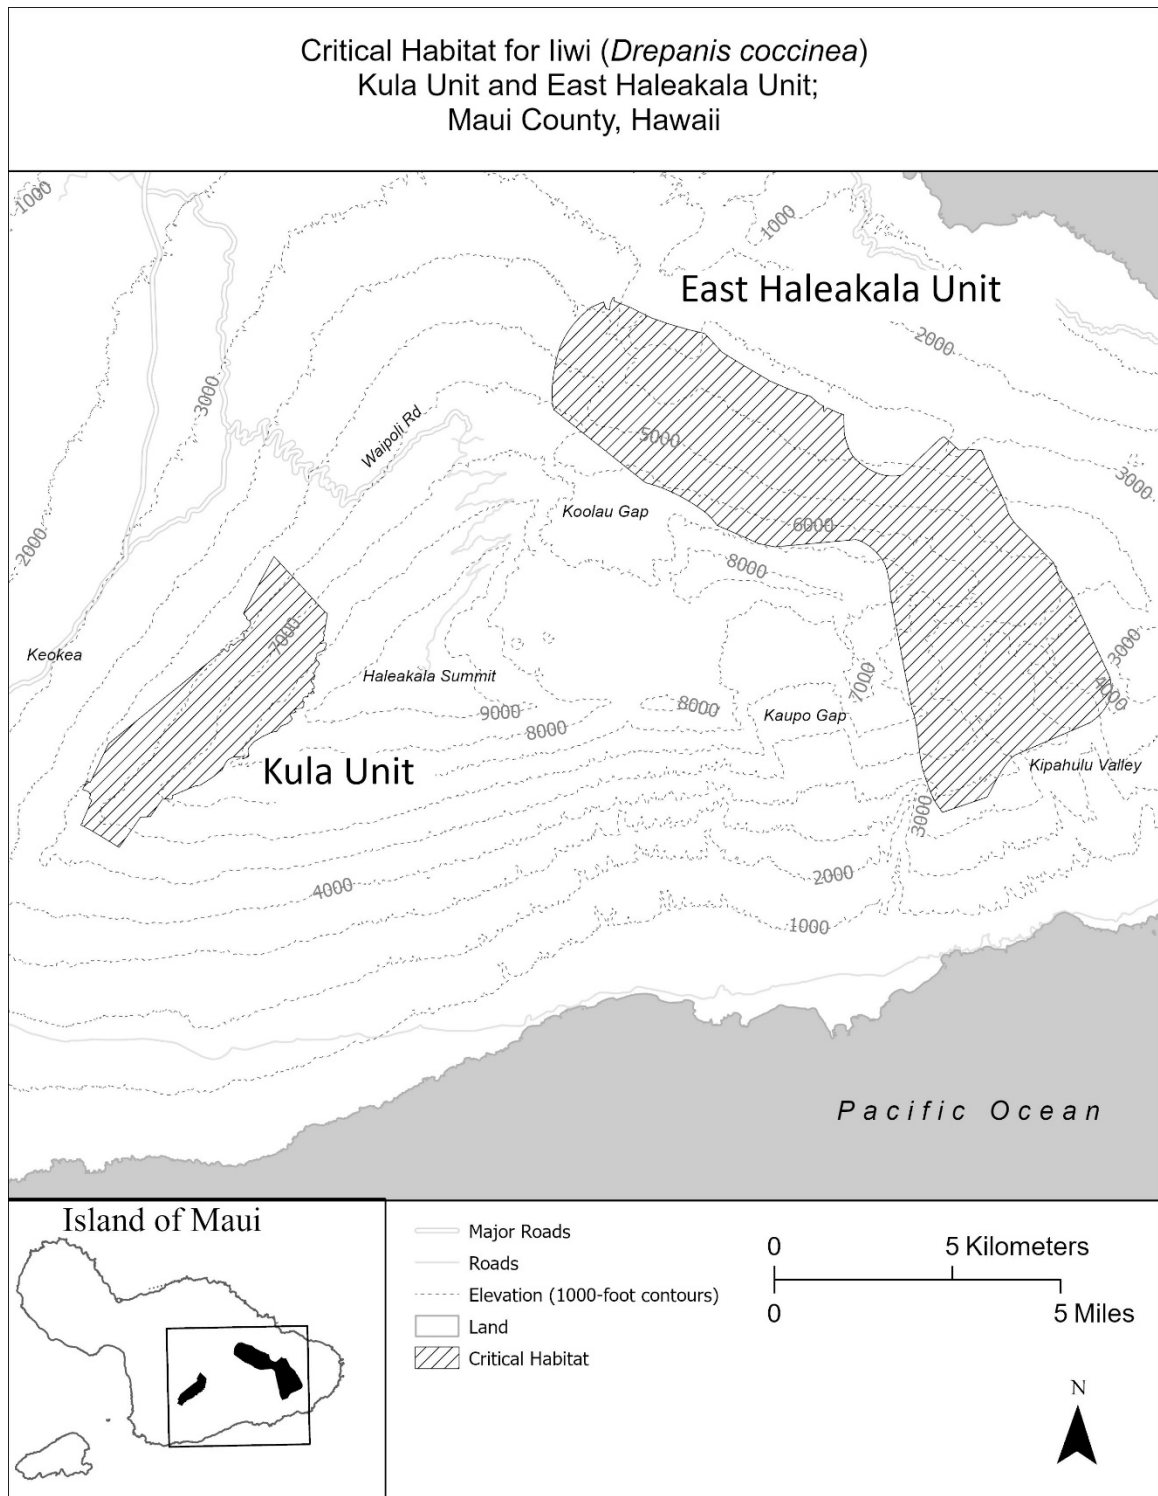 Critical Habitat for Iiwi (Drepanis coccinea)
Kula Unit and East Haleakala Unit;
Maui County, Hawaii
1000
1000
East Haleakala Unit
2000
3000
Waipoli Rd
5000
3000
Koolau Gap
6000
2000
8000
7000
Keokea
3000
Haleakala Summit
7000
4000
9000
8000
Kaupo Gap
8000
Kula Unit
Kipahulu Valley
3000
4000
2000
1000
Pacific Ocean
Island of Maui
Major Roads
Roads
Elevation (1000-foot contours)
Land
Critical Habitat
0 5 Kilometers
0 5 Miles
N